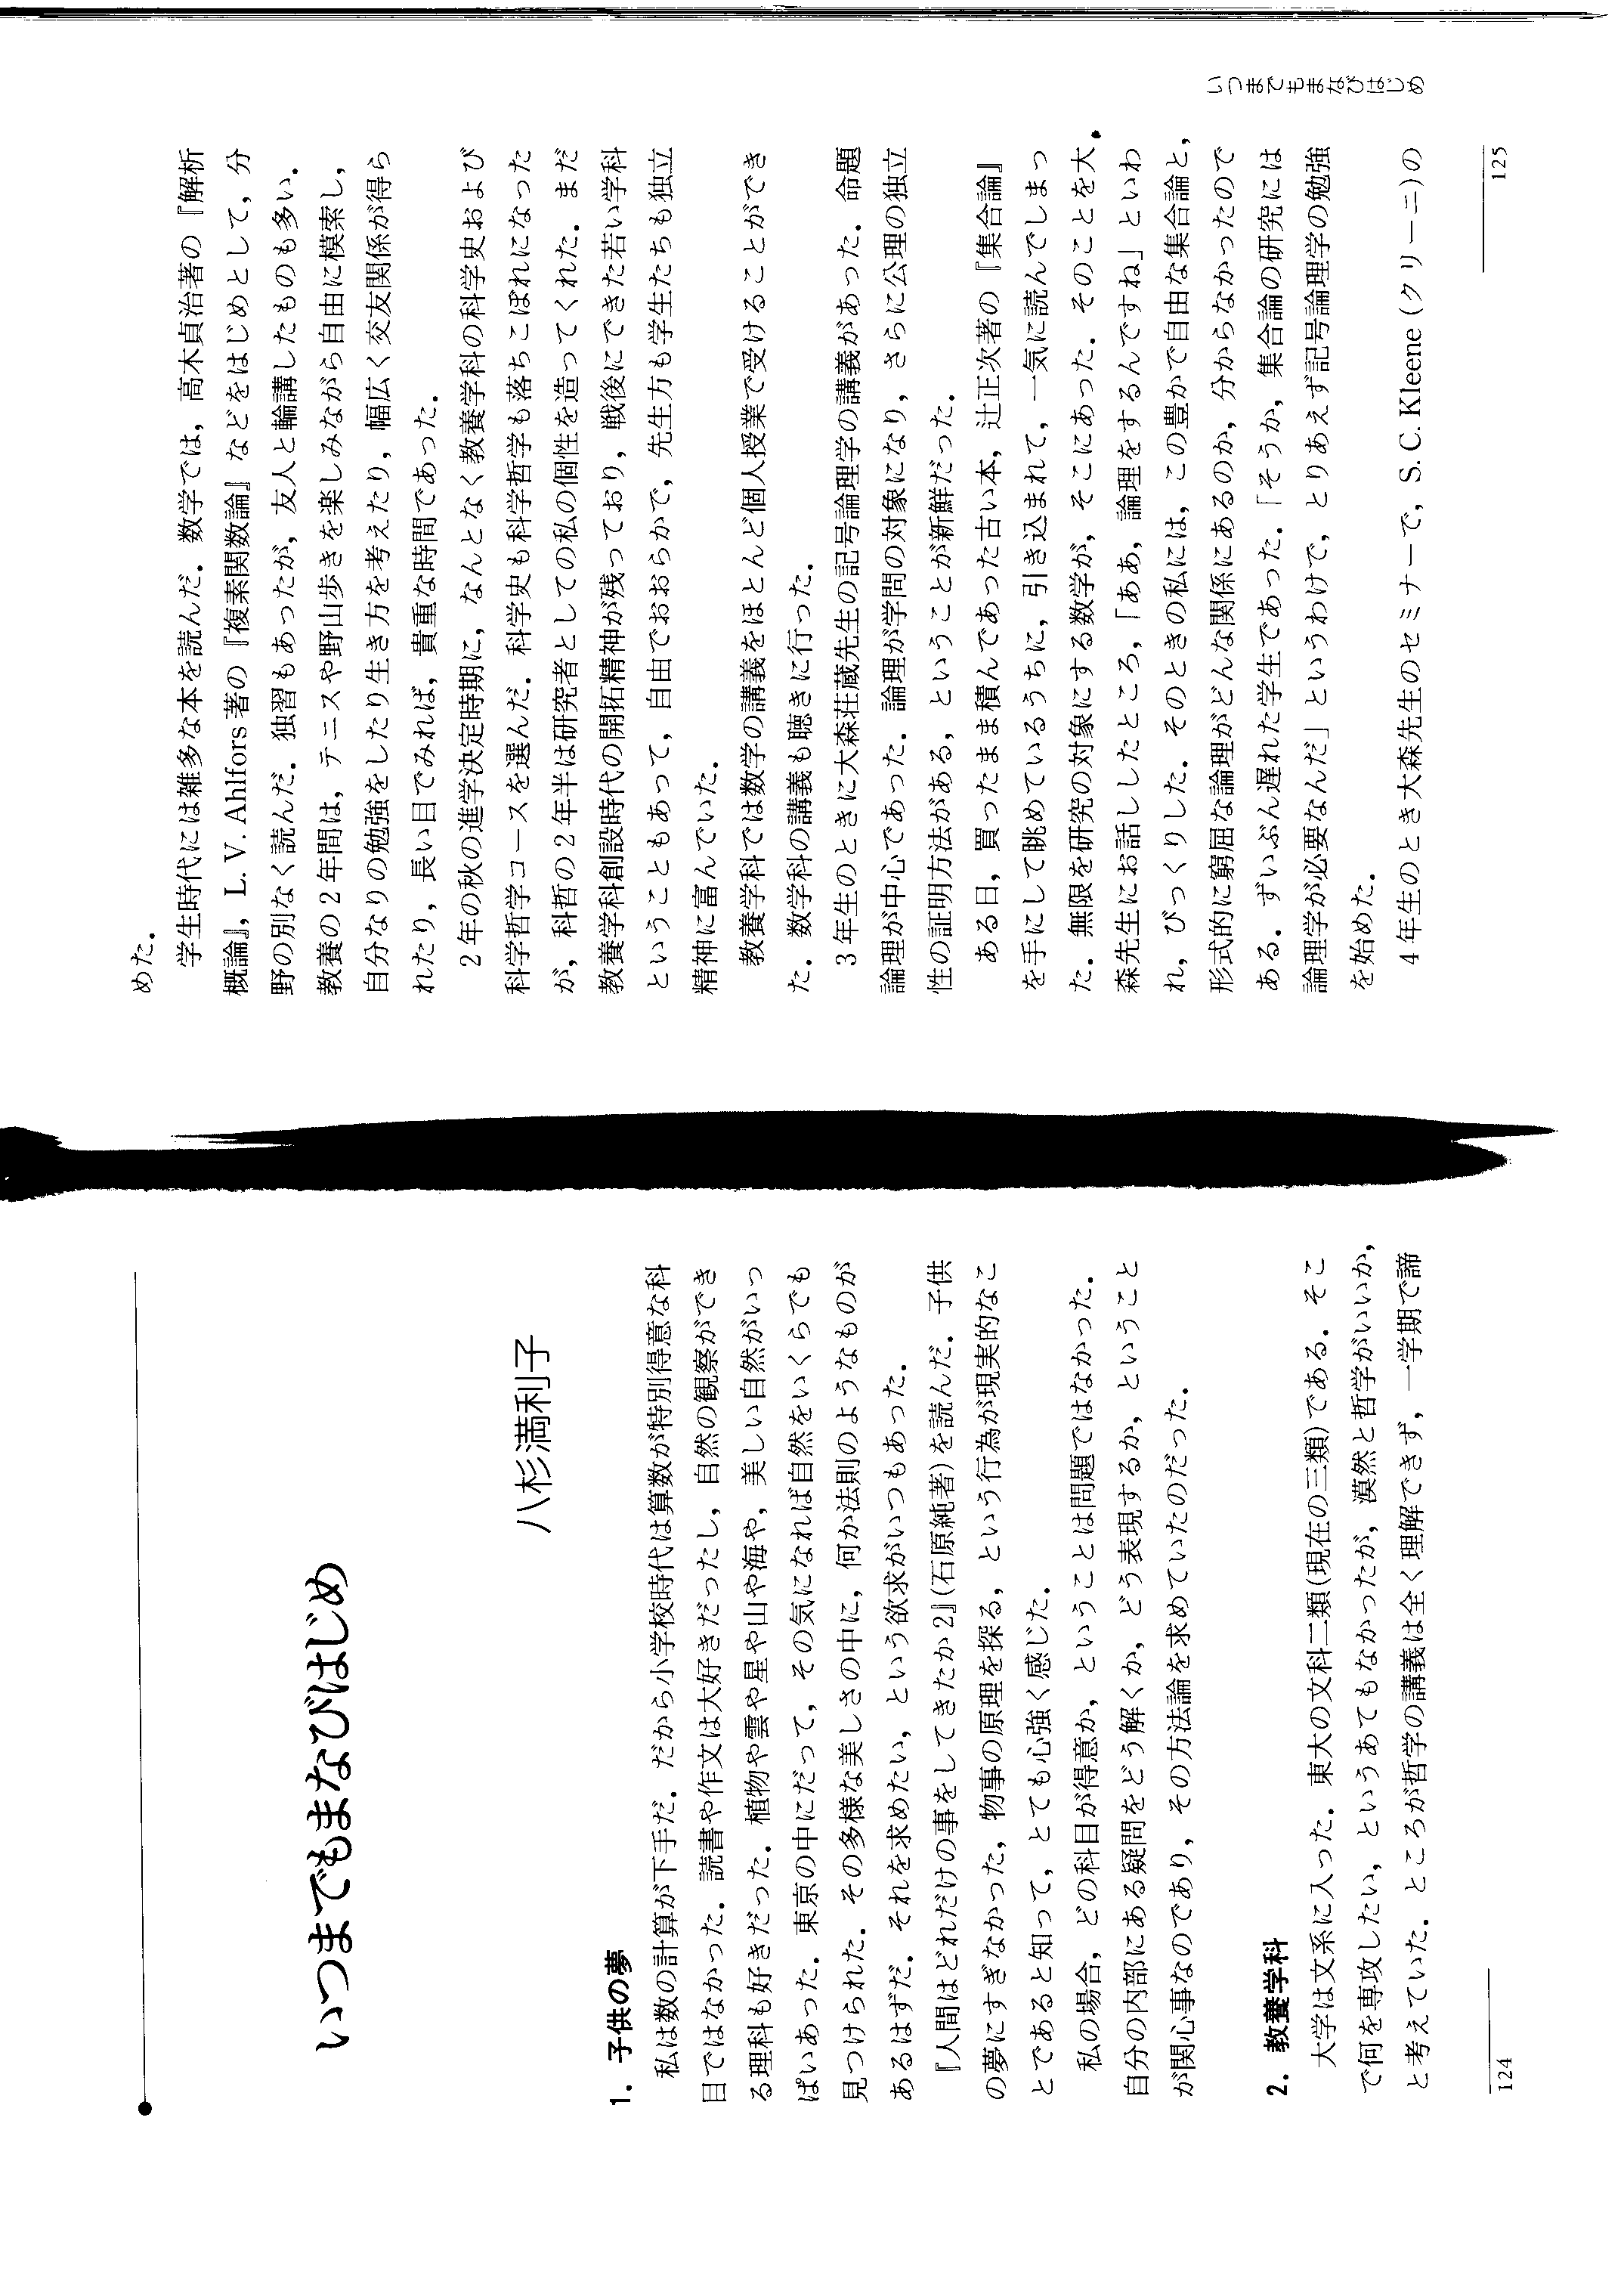 いつまでもまなびはじめ
八杉満利子
1. 子供の夢
私は数の計算が下手だ．だから小学校時代は算数が特別得意な科
目ではなかった．読書や作文は大好きだったし，自然の観察ができ
る理科も好きだった．植物や雲や星や山や海や，美しい自然がいっ
ぱいあった．東京の中にだって，その気になれば自然をいくらでも
見つけられた．その多様な美しさの中に，何か法則のようなものが
あるはずだ．それを求めたい，という欲求がいつもあった．
『人間はどれだけの事をしてきたか 2』(石原純著)を読んだ．子供
の夢にすぎなかった，物事の原理を探る，という行為が現実的なこ
とであると知って，とても心強く感じた．
私の場合，どの科目が得意か，ということは問題ではなかった．
自分の内部にある疑問をどう解くか，どう表現するか，ということ
が関心事なのであり，その方法論を求めていたのだった．
2. 教養学科
大学は文系に入った．東大の文科二類(現在の三類)である．そこ
で何を専攻したい，というあてもなかったが，漠然と哲学がいいか，
と考えていた．ところが哲学の講義は全く理解できず，一学期で諦
124
めた．
学生時代には雑多な本を読んだ．数学では，高木貞治著の『解析
概論』，L. V. Ahlfors 著の『複素関数論』などをはじめとして，分
野の別なく読んだ．独習もあったが，友人と輪講したものも多い．
教養の 2 年間は，テニスや野山歩きを楽しみながら自由に模索し，
自分なりの勉強をしたり生き方を考えたり，幅広く交友関係が得ら
れたり，長い目でみれば，貴重な時間であった．
2 年の秋の進学決定時期に，なんとなく教養学科の科学史および
科学哲学コースを選んだ．科学史も科学哲学も落ちこぼれになった
が，科哲の 2 年半は研究者としての私の個性を造ってくれた．まだ
教養学科創設時代の開拓精神が残っており，戦後にできた若い学科
ということもあって，自由でおおらかで，先生方も学生たちも独立
精神に富んでいた．
教養学科では数学の講義をほとんど個人授業で受けることができ
た．数学科の講義も聴きに行った．
3 年生のときに大森荘蔵先生の記号論理学の講義があった．命題
論理が中心であった．論理が学問の対象になり，さらに公理の独立
性の証明方法がある，ということが新鮮だった．
ある日，買ったまま積んであった古い本，辻正次著の『集合論』
を手にして眺めているうちに，引き込まれて，一気に読んでしまっ
た．無限を研究の対象にする数学が，そこにあった．そのことを大
森先生にお話ししたところ，「ああ，論理をするんですね」といわ
れ，びっくりした．そのときの私には，この豊かで自由な集合論と，
形式的に窮屈な論理がどんな関係にあるのか，分からなかったので
ある．ずいぶん遅れた学生であった．「そうか，集合論の研究には
論理学が必要なんだ」というわけで，とりあえず記号論理学の勉強
を始めた．
4 年生のとき大森先生のセミナーで，S. C. Kleene (クリーニ)の
いつまでもまなびはじめ
125